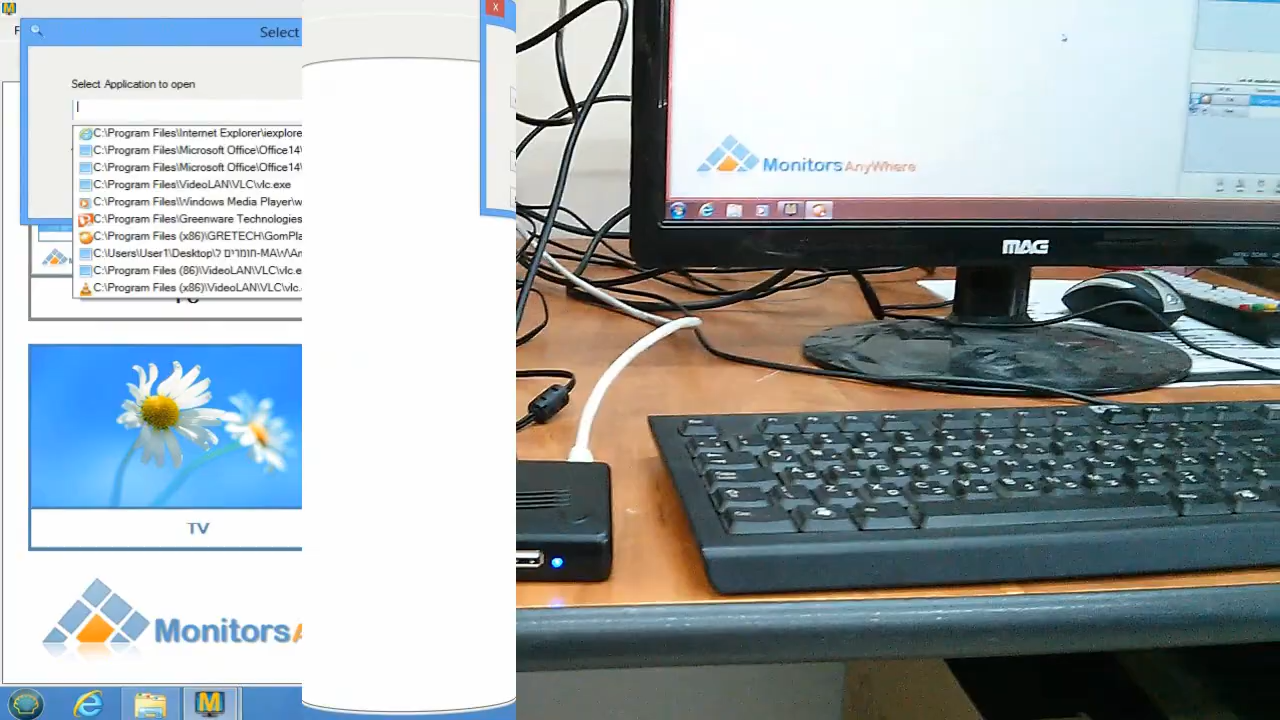 Select
Select Application to open
C:\Program Files\Internet Explorer\iexplore
C:\Program Files\Microsoft Office\Office14\
C:\Program Files\Microsoft Office\Office14\
C:\Program Files\VideoLAN\VLC\vlc.exe
C:\Program Files\Windows Media Player\w
C:\Program Files\Greenware Technologies
C:\Program Files (x86)\GRETECH\GomPla
C:\Users\User1\Desktop\חומרים ל-MAW\Am
C:\Program Files (86)\VideoLAN\VLC\vlc.e
C:\Program Files (x86)\VideoLAN\VLC\vlc.
TV
MonitorsA
Monitors AnyWhere
MAG